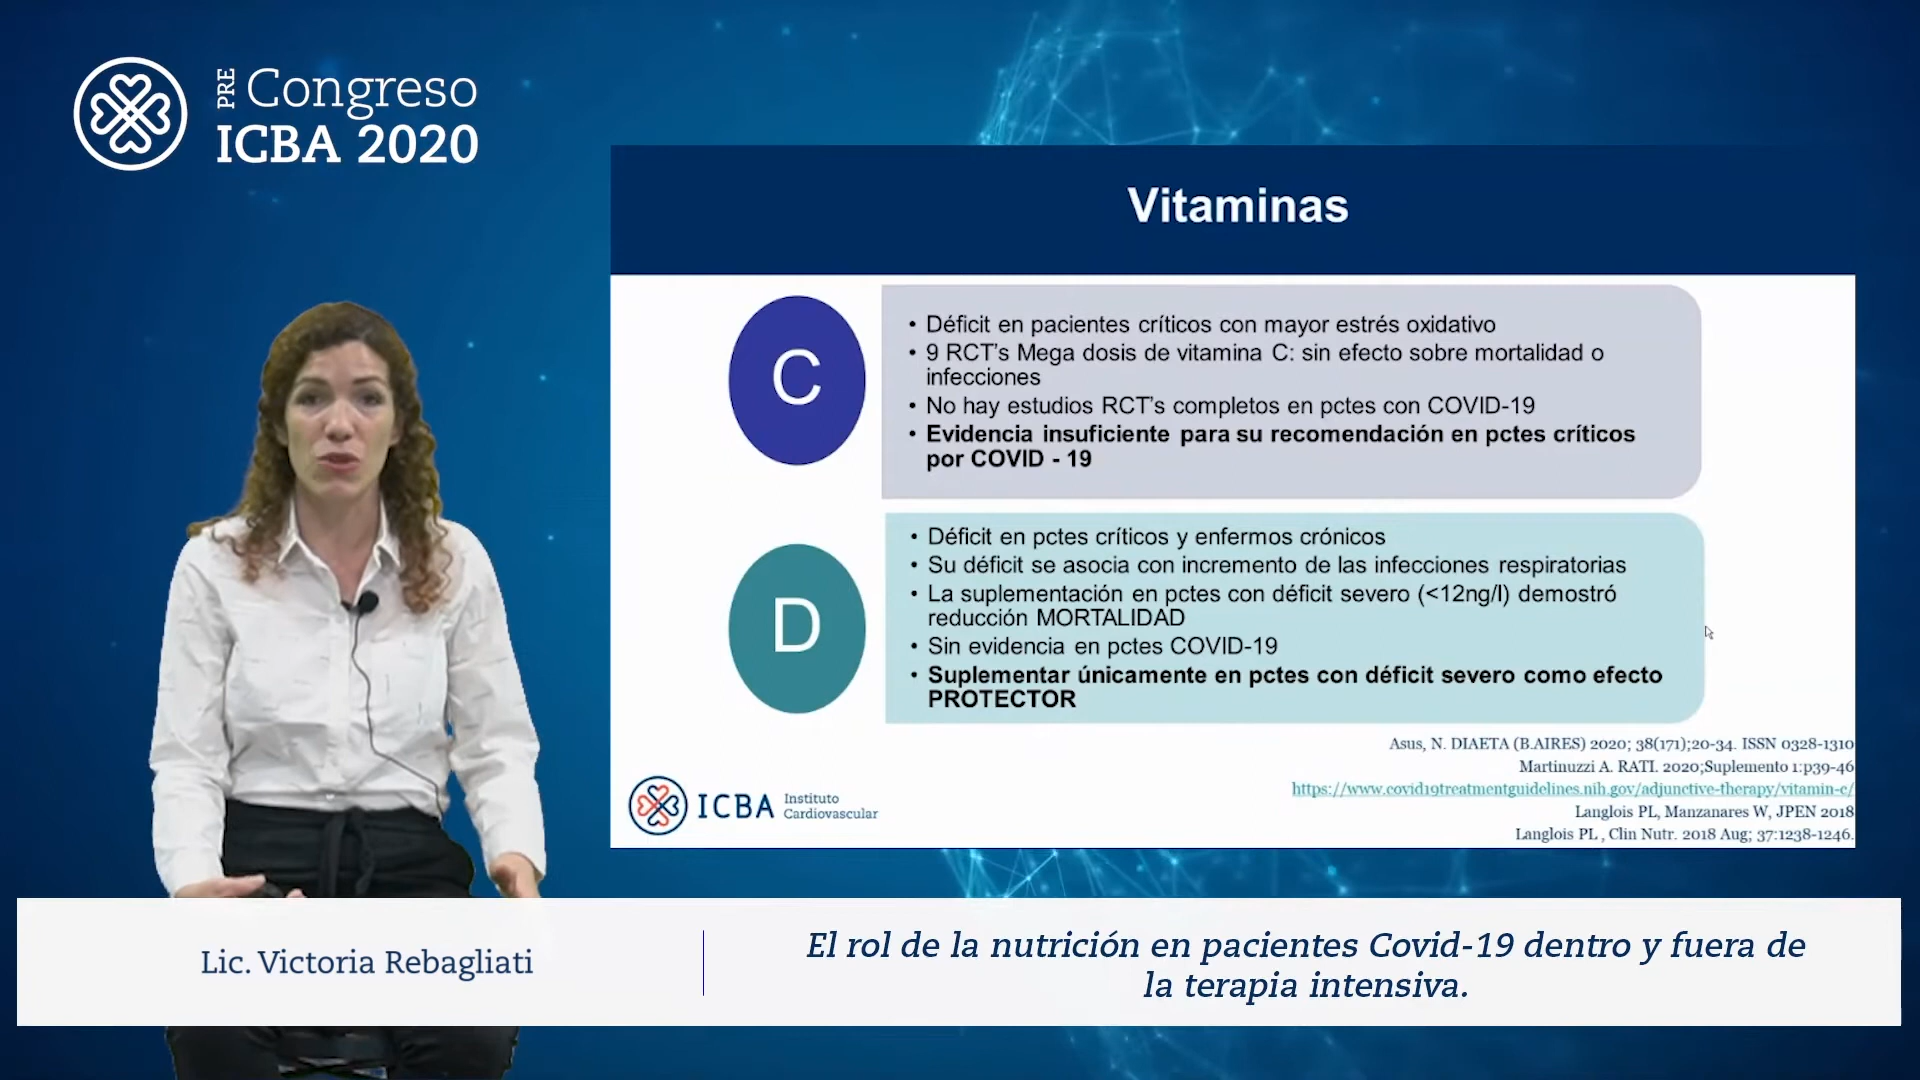 PRE
Congreso
ICBA 2020
Vitaminas
C
• Déficit en pacientes críticos con mayor estrés oxidativo
• 9 RCT's Mega dosis de vitamina C: sin efecto sobre mortalidad o
infecciones
• No hay estudios RCT's completos en pctes con COVID-19
• Evidencia insuficiente para su recomendación en pctes críticos
por COVID - 19
D
• Déficit en pctes críticos y enfermos crónicos
• Su déficit se asocia con incremento de las infecciones respiratorias
• La suplementación en pctes con déficit severo (<12ng/l) demostró
reducción MORTALIDAD
• Sin evidencia en pctes COVID-19
• Suplementar únicamente en pctes con déficit severo como efecto
PROTECTOR
Asus, N. DIAETA (B.AIRES) 2020; 38(171);20-34. ISSN 0328-1310
Martinuzzi A. RATI. 2020;Suplemento 1:p39-46
https://www.covid19treatmentguidelines.nih.gov/adjunctive-therapy/vitamin-c/
Langlois PL, Manzanares W, JPEN 2018
Langlois PL , Clin Nutr. 2018 Aug; 37:1238-1246.
ICBA Instituto
Cardiovascular
Lic. Victoria Rebagliati
El rol de la nutrición en pacientes Covid-19 dentro y fuera de
la terapia intensiva.